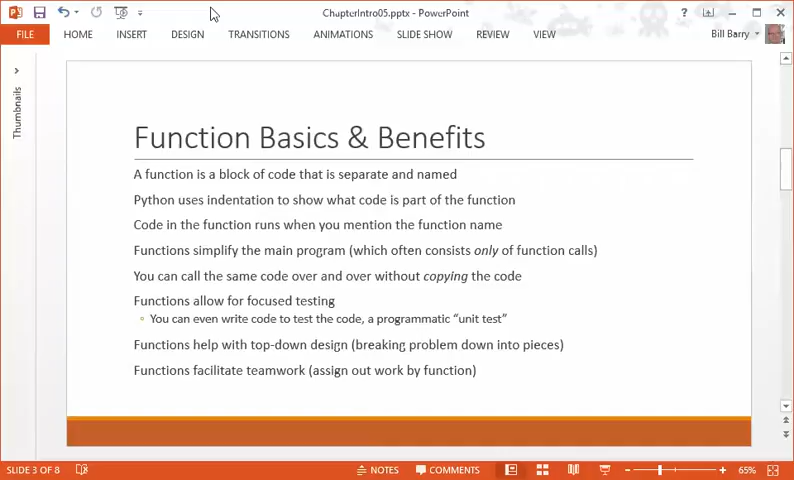 ChapterIntro05.pptx - PowerPoint
?
FILE HOME INSERT DESIGN TRANSITIONS ANIMATIONS SLIDE SHOW REVIEW VIEW Bill Barry
Thumbnails
Function Basics & Benefits
A function is a block of code that is separate and named
Python uses indentation to show what code is part of the function
Code in the function runs when you mention the function name
Functions simplify the main program (which often consists only of function calls)
You can call the same code over and over without copying the code
Functions allow for focused testing
You can even write code to test the code, a programmatic “unit test”
Functions help with top-down design (breaking problem down into pieces)
Functions facilitate teamwork (assign out work by function)
SLIDE 3 OF 8 NOTES COMMENTS 65%